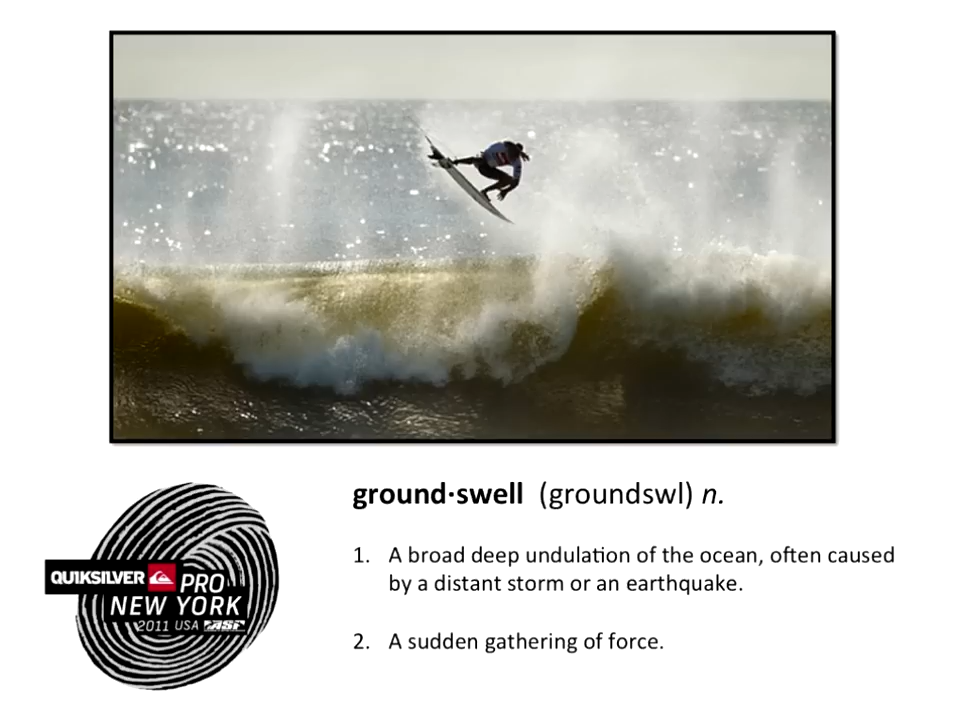 ground·swell (groundswl) n.
1. A broad deep undulation of the ocean, often caused
by a distant storm or an earthquake.
2. A sudden gathering of force.
QUIKSILVER PRO
NEW YORK
2011 USA ASP